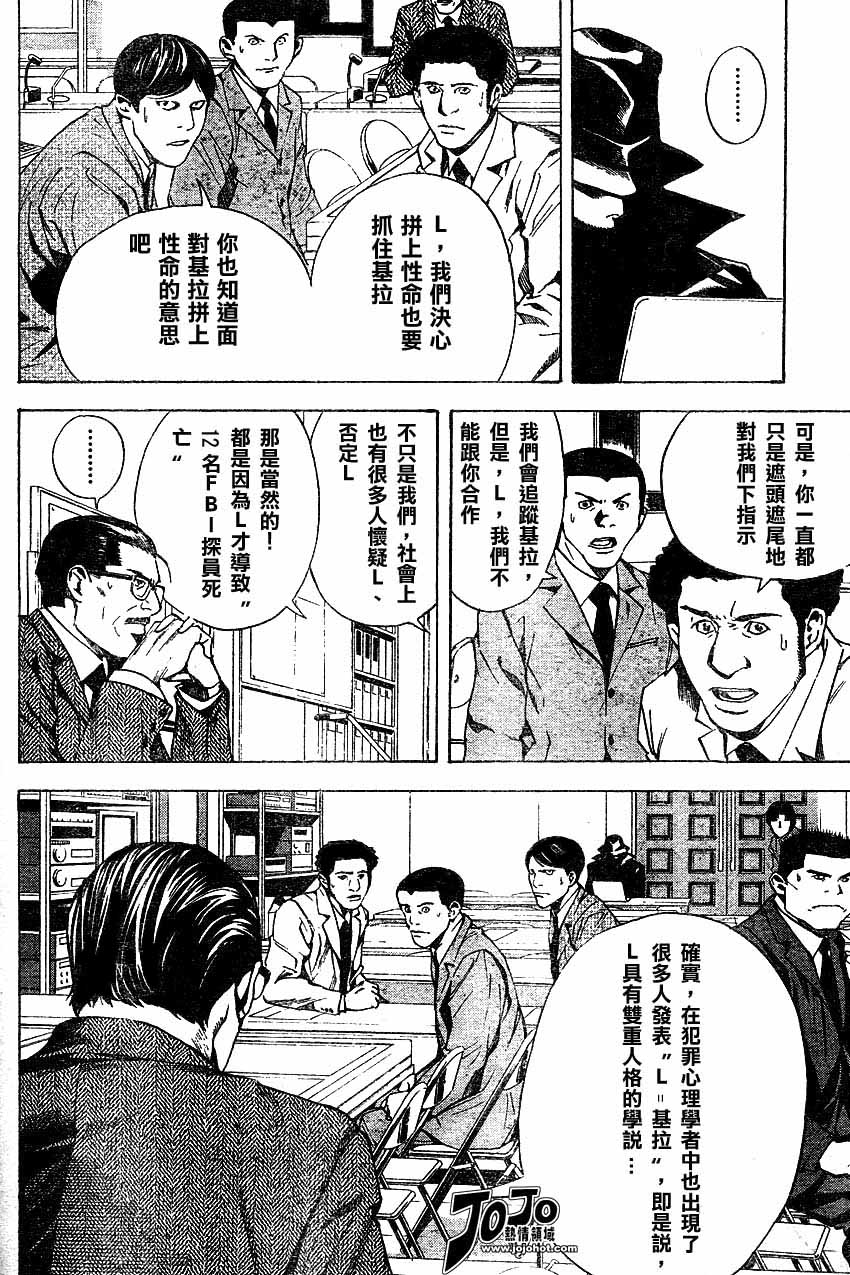 ………
L，我們決心
拼上性命也要
抓住基拉
你也知道面
對基拉拼上
性命的意思
吧
可是，你一直都
只是遮頭遮尾地
對我們下指示
我們會追蹤基拉，
但是，L，我們不
能跟你合作
不只是我們，社會上
也有很多人懷疑L、
否定L
那是當然的！
都是因為L才導致"
12名FBI探員死
亡"
………
確實，在犯罪心理學者中也出現了
很多人發表"L=基拉"，即是說，
L具有雙重人格的學說…
JOJO
熱情領域
www.jojohot.com